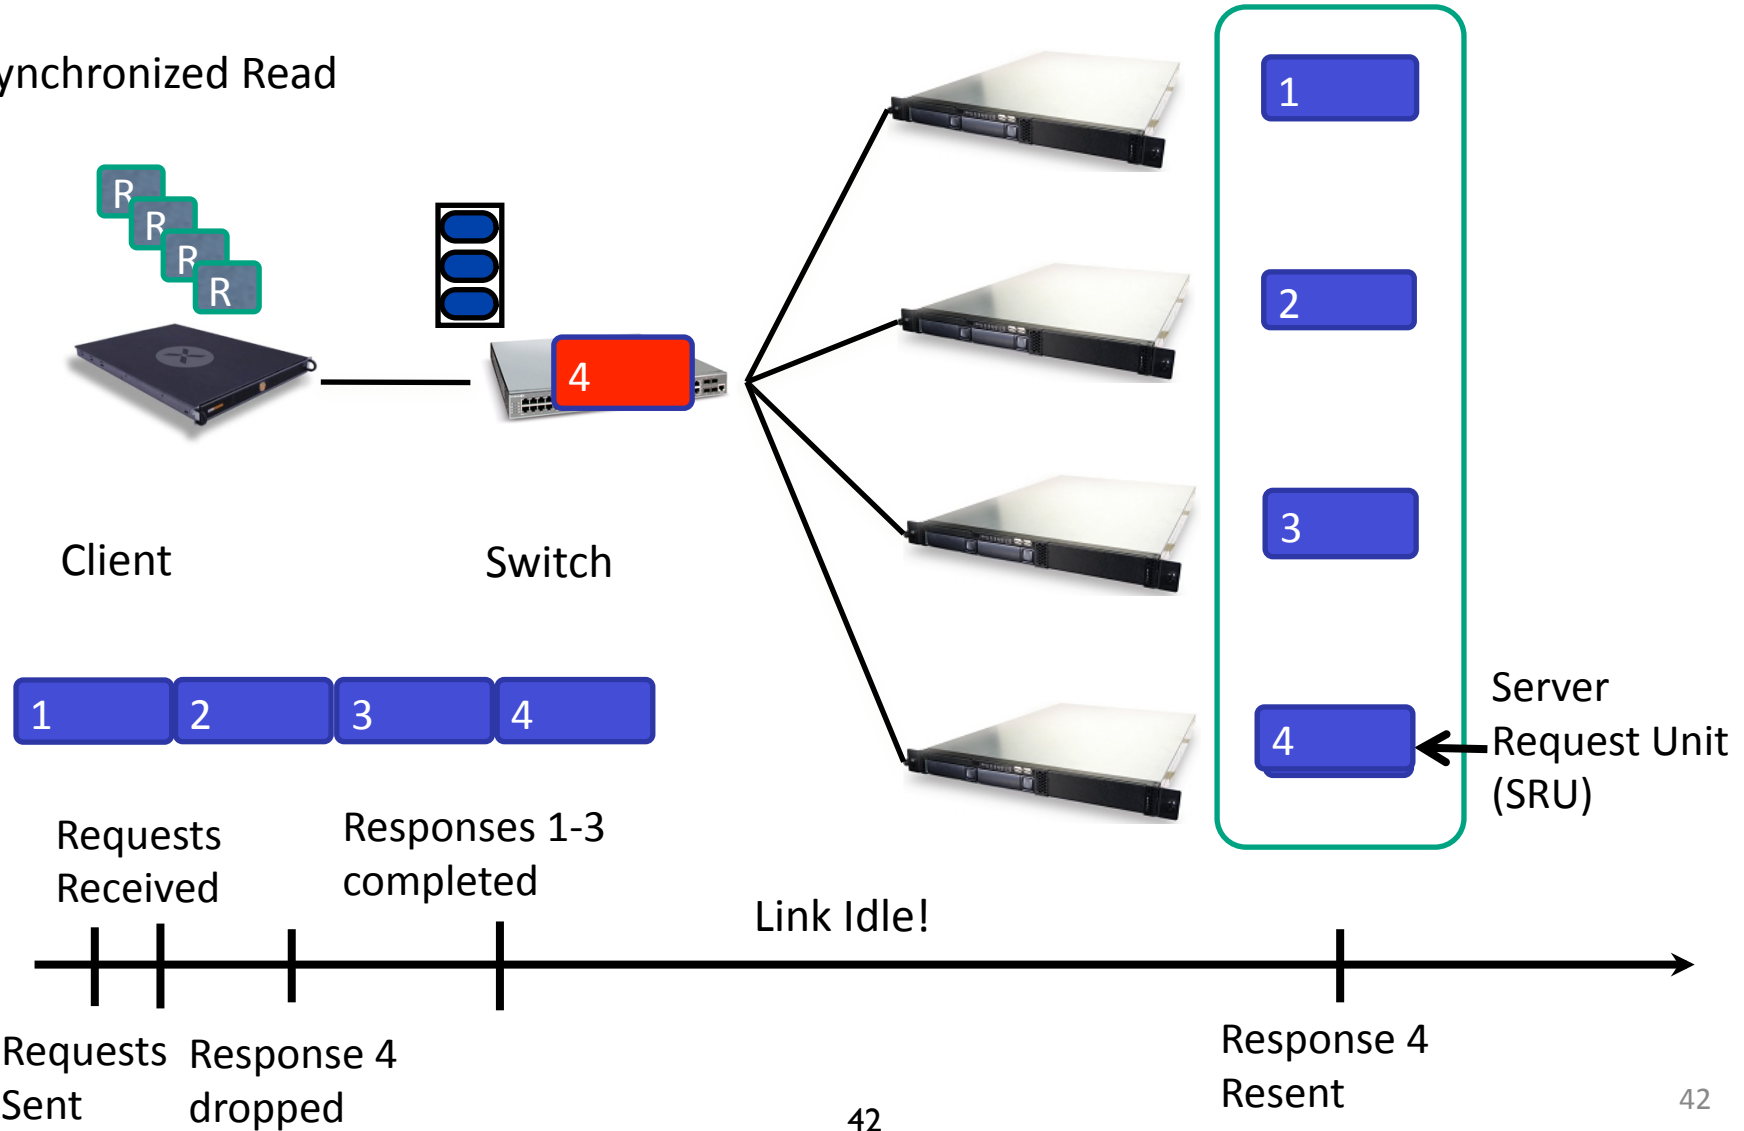 ynchronized Read
R
R
R
R
1
2
3
4
4
Client
Switch
1 2 3 4
Server
Request Unit
(SRU)
Requests
Received
Responses 1-3
completed
Link Idle!
Requests
Sent
Response 4
dropped
Response 4
Resent
42
42